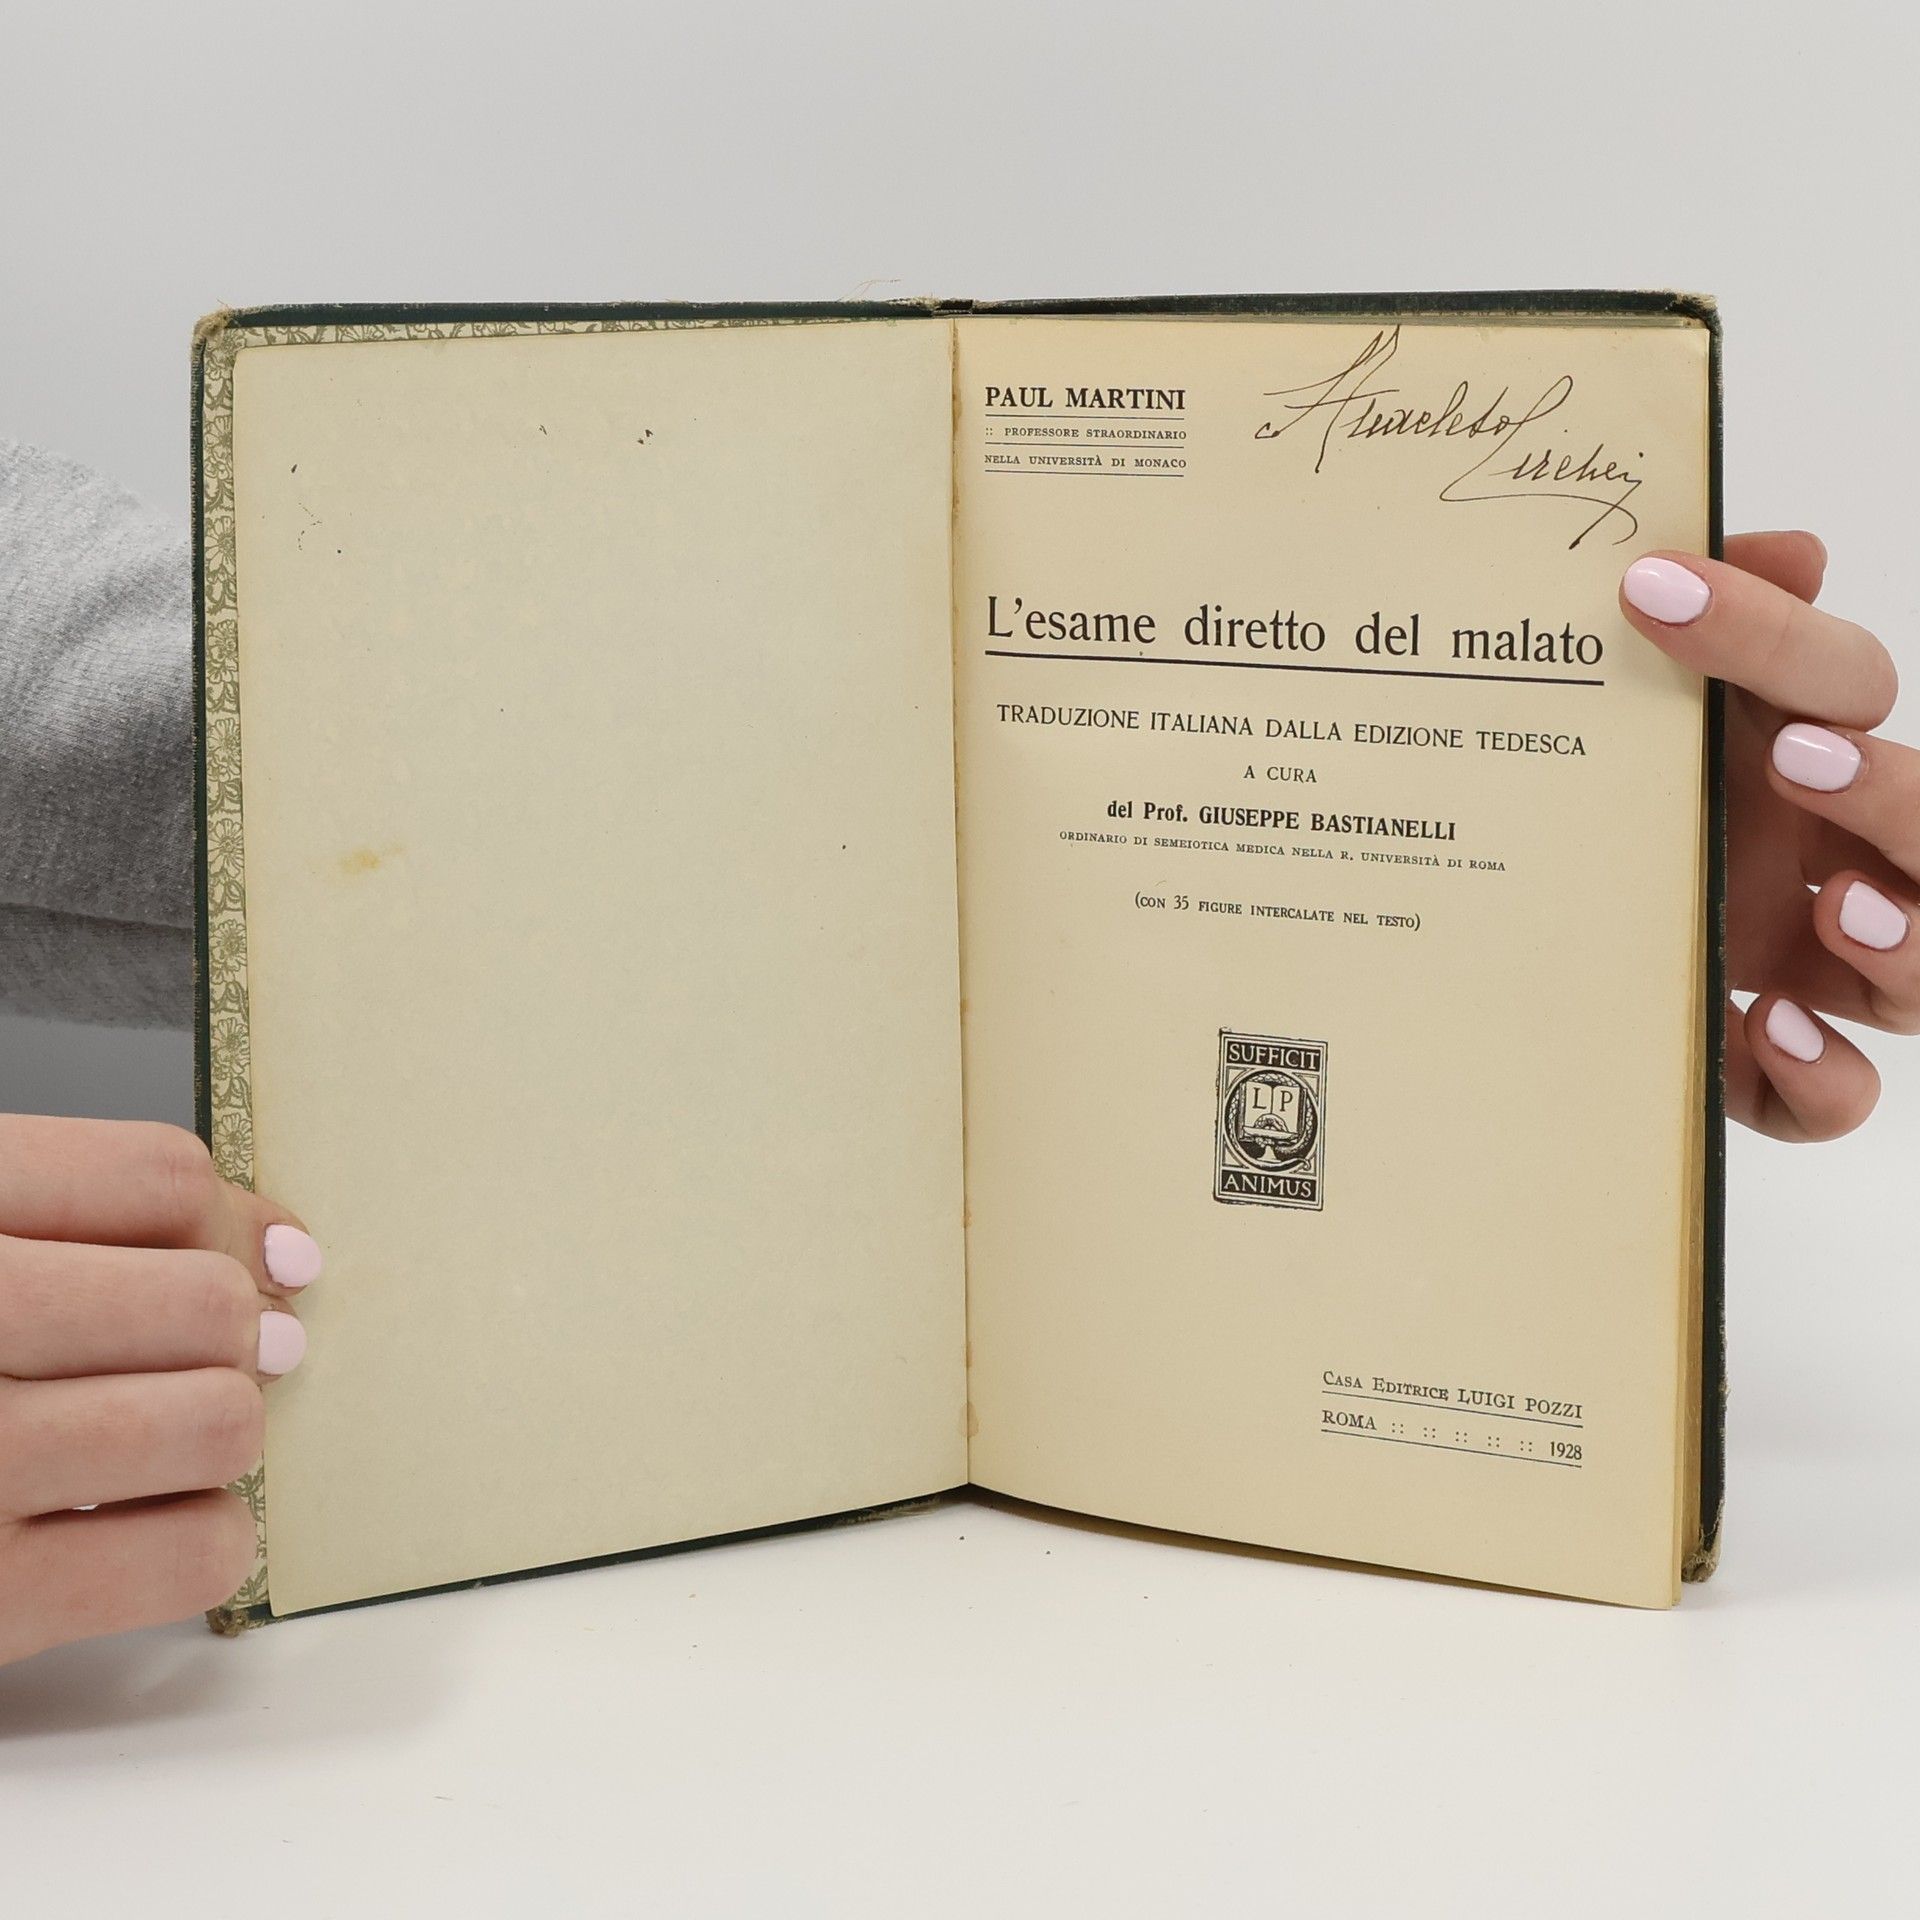 PAUL MARTINI
:: PROFESSORE STRAORDINARIO
NELLA UNIVERSITÀ DI MONACO
L'esame diretto del malato
TRADUZIONE ITALIANA DALLA EDIZIONE TEDESCA
A CURA
del Prof. GIUSEPPE BASTIANELLI
ORDINARIO DI SEMEIOTICA MEDICA NELLA R. UNIVERSITÀ DI ROMA
(CON 35 FIGURE INTERCALATE NEL TESTO)
SUFFICIT
L P
ANIMUS
CASA EDITRICE LUIGI POZZI
ROMA :: :: :: :: :: 1928